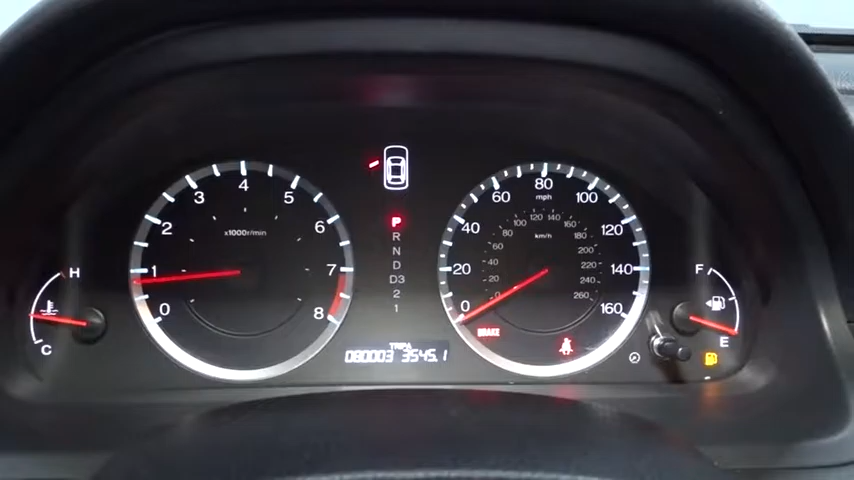 4
3 5
2 6
x1000r/min
1 7
0 8
H
C
P
R
N
D
D3
2
1
TRIP A
080003 3545.1
80
60 100
mph
40 120
20 140
0 160
120 140
100 160
80 180
km/h
60 200
40 220
20 240
0 260
BRAKE
F
E